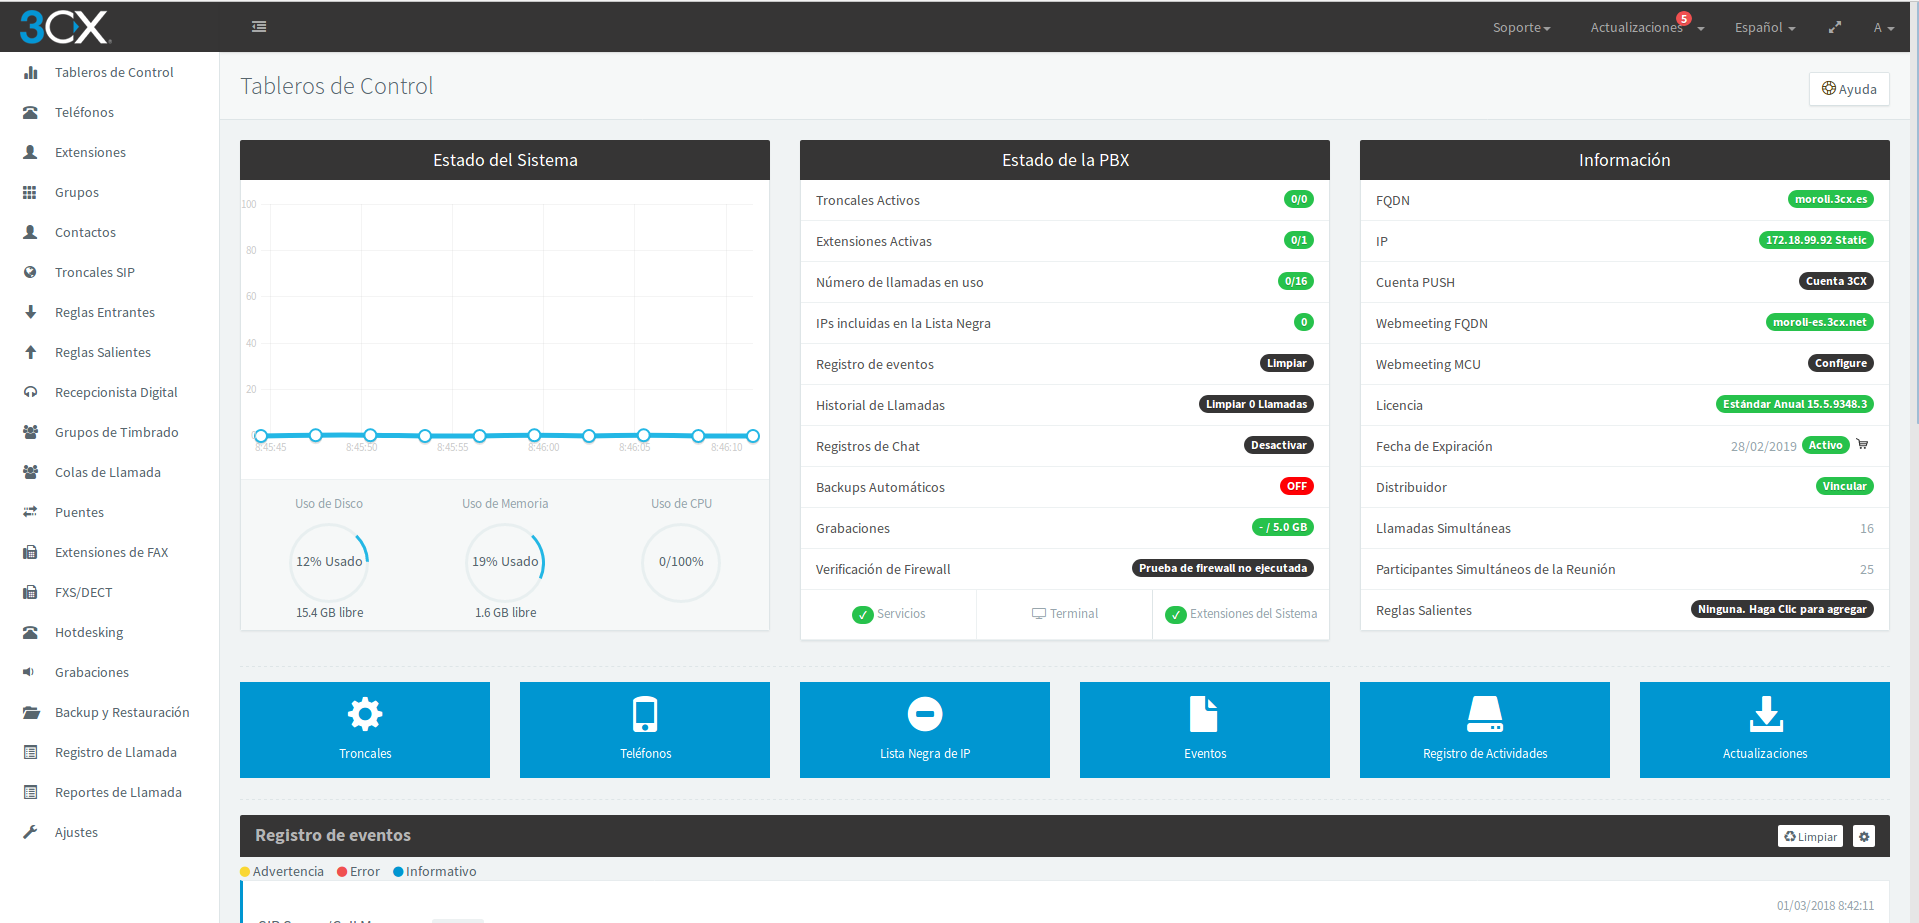 3CX
Soporte
Actualizaciones 5
Español
A
Tableros de Control
Teléfonos
Extensiones
Grupos
Contactos
Troncales SIP
Reglas Entrantes
Reglas Salientes
Recepcionista Digital
Grupos de Timbrado
Colas de Llamada
Puentes
Extensiones de FAX
FXS/DECT
Hotdesking
Grabaciones
Backup y Restauración
Registro de Llamada
Reportes de Llamada
Ajustes
Tableros de Control
Ayuda
Estado del Sistema
100
80
60
40
20
0
8:45:45 8:45:50 8:45:55 8:46:00 8:46:05 8:46:10
Uso de Disco Uso de Memoria Uso de CPU
12% Usado 19% Usado 0/100%
15.4 GB libre 1.6 GB libre
Estado de la PBX
Troncales Activos 0/0
Extensiones Activas 0/1
Número de llamadas en uso 0/16
IPs incluidas en la Lista Negra 0
Registro de eventos Limpiar
Historial de Llamadas Limpiar 0 Llamadas
Registros de Chat Desactivar
Backups Automáticos OFF
Grabaciones - / 5.0 GB
Verificación de Firewall Prueba de firewall no ejecutada
Servicios Terminal Extensiones del Sistema
Información
FQDN moroli.3cx.es
IP 172.18.99.92 Static
Cuenta PUSH Cuenta 3CX
Webmeeting FQDN moroli-es.3cx.net
Webmeeting MCU Configure
Licencia Estándar Anual 15.5.9348.3
Fecha de Expiración 28/02/2019 Activo
Distribuidor Vincular
Llamadas Simultáneas 16
Participantes Simultáneos de la Reunión 25
Reglas Salientes Ninguna. Haga Clic para agregar
Troncales Teléfonos Lista Negra de IP Eventos Registro de Actividades Actualizaciones
Registro de eventos Limpiar
Advertencia Error Informativo
01/03/2018 8:42:11